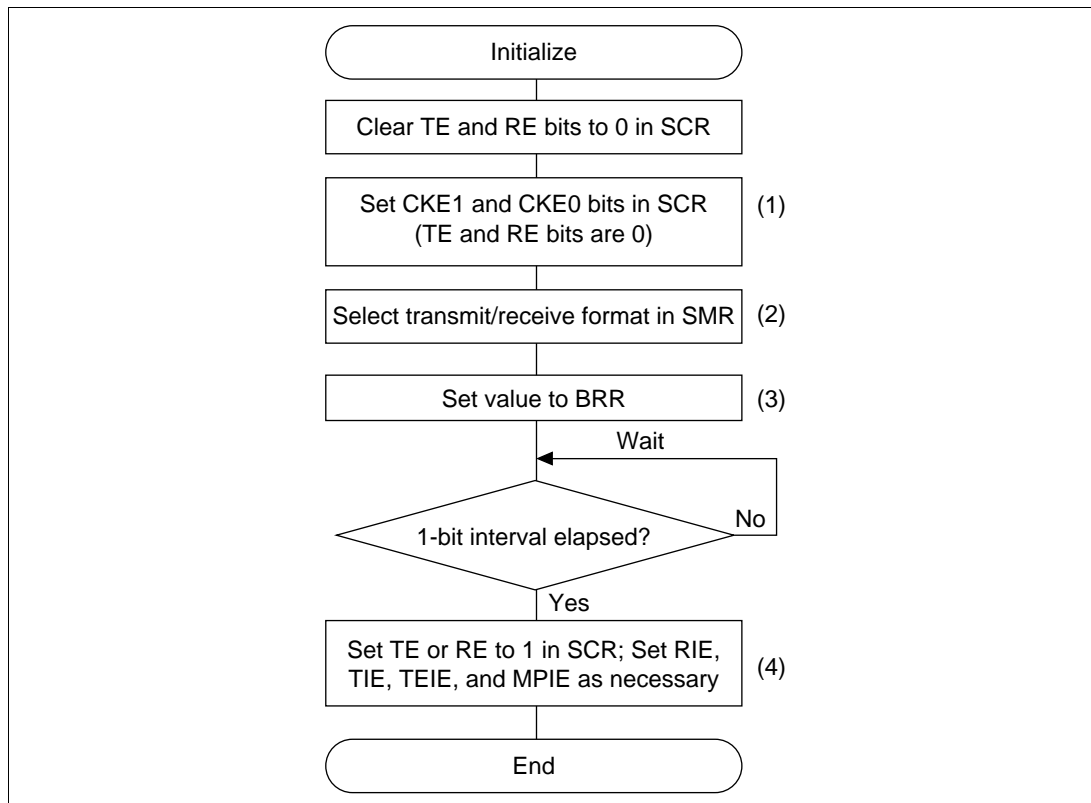 Initialize
Clear TE and RE bits to 0 in SCR
Set CKE1 and CKE0 bits in SCR
(TE and RE bits are 0)
(1)
Select transmit/receive format in SMR
(2)
Set value to BRR
(3)
Wait
1-bit interval elapsed?
No
Yes
Set TE or RE to 1 in SCR; Set RIE,
TIE, TEIE, and MPIE as necessary
(4)
End